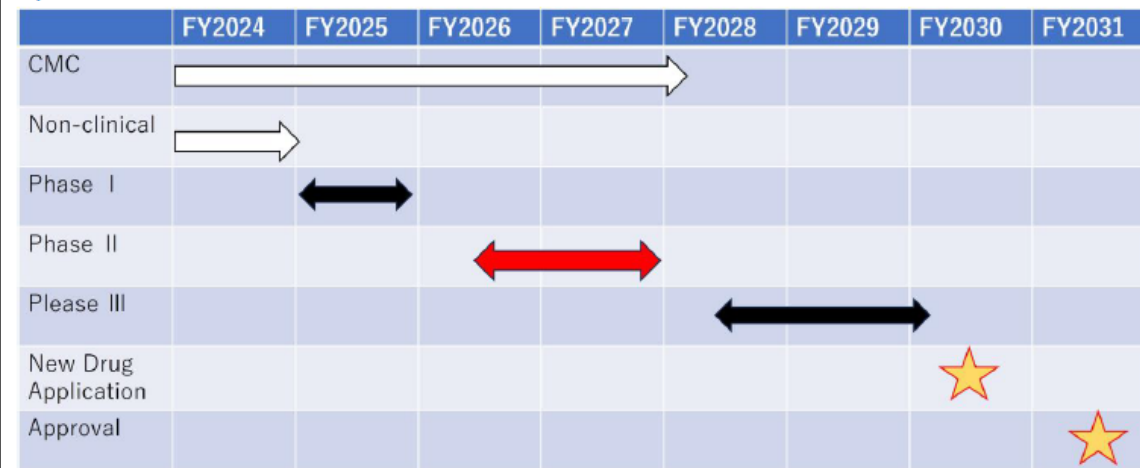 FY2024 FY2025 FY2026 FY2027 FY2028 FY2029 FY2030 FY2031
CMC
Non-clinical
Phase I
Phase II
Please III
New Drug
Application
Approval